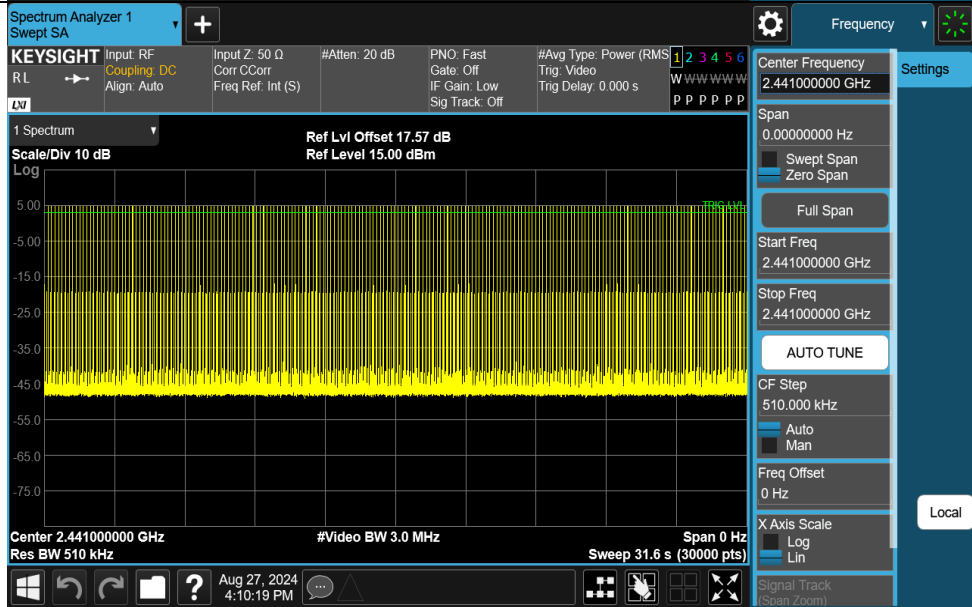 Spectrum Analyzer 1
Swept SA
+
Frequency
KEYSIGHT
RL
LXI
Input: RF
Coupling: DC
Align: Auto
Input Z: 50 Ω
Corr CCorr
Freq Ref: Int (S)
#Atten: 20 dB
PNO: Fast
Gate: Off
IF Gain: Low
Sig Track: Off
#Avg Type: Power (RMS
Trig: Video
Trig Delay: 0.000 s
1 2 3 4 5 6
W W W W W W
P P P P P P
1 Spectrum
Scale/Div 10 dB
Log
Ref Lvl Offset 17.57 dB
Ref Level 15.00 dBm
TRIG LVL
5.00
-5.00
-15.0
-25.0
-35.0
-45.0
-55.0
-65.0
-75.0
Center 2.441000000 GHz
#Video BW 3.0 MHz
Span 0 Hz
Res BW 510 kHz
Sweep 31.6 s (30000 pts)
Center Frequency
2.441000000 GHz
Span
0.00000000 Hz
Swept Span
Zero Span
Full Span
Start Freq
2.441000000 GHz
Stop Freq
2.441000000 GHz
AUTO TUNE
CF Step
510.000 kHz
Auto
Man
Freq Offset
0 Hz
X Axis Scale
Log
Lin
Signal Track
(Span Zoom)
Settings
Local
?
Aug 27, 2024
4:10:19 PM